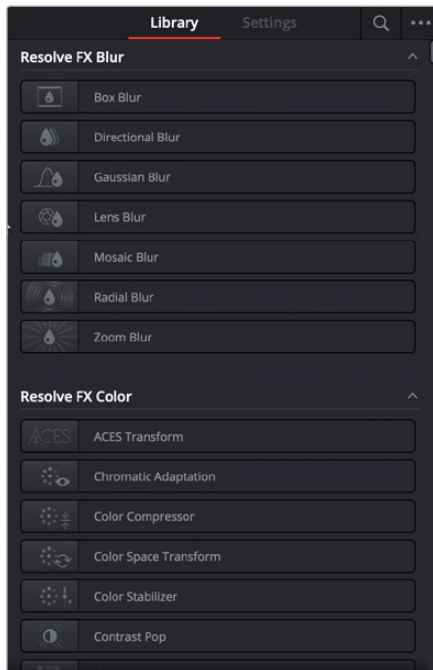 Library Settings
Resolve FX Blur
Box Blur
Directional Blur
Gaussian Blur
Lens Blur
Mosaic Blur
Radial Blur
Zoom Blur
Resolve FX Color
ACES ACES Transform
Chromatic Adaptation
Color Compressor
Color Space Transform
Color Stabilizer
Contrast Pop